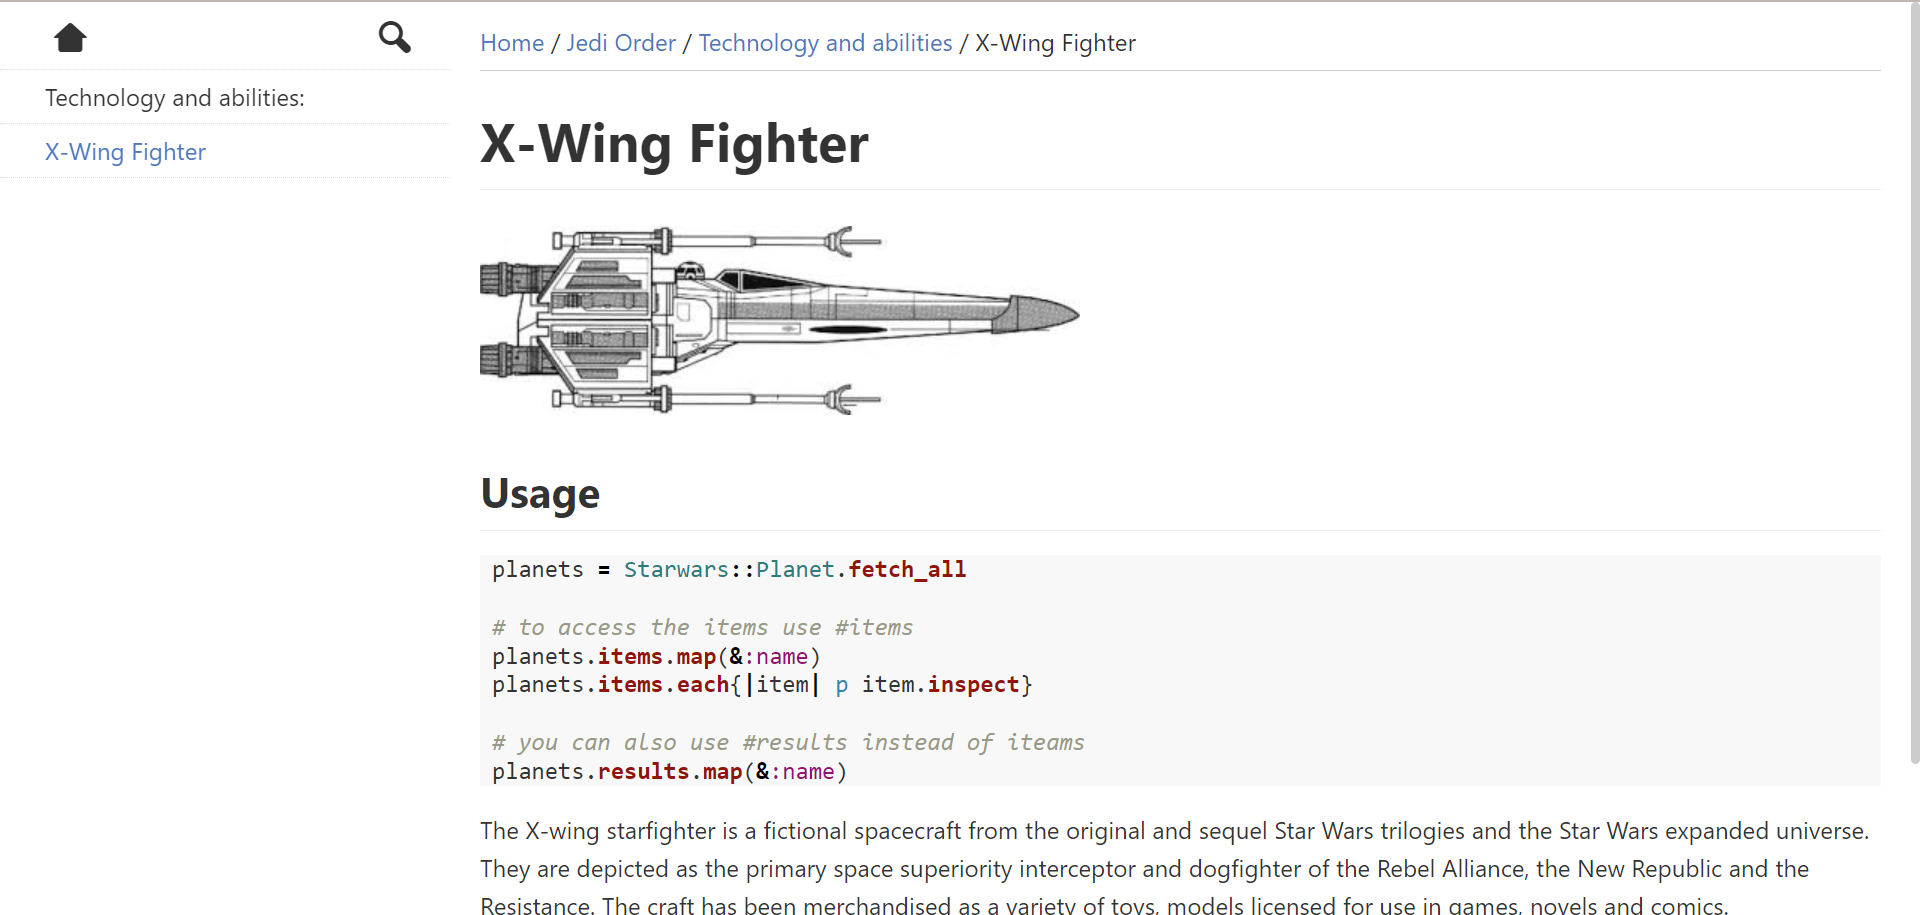 Home / Jedi Order / Technology and abilities / X-Wing Fighter
Technology and abilities:
X-Wing Fighter
X-Wing Fighter
Usage
planets = Starwars::Planet.fetch_all
# to access the items use #items
planets.items.map(&:name)
planets.items.each{|item| p item.inspect}
# you can also use #results instead of iteams
planets.results.map(&:name)
The X-wing starfighter is a fictional spacecraft from the original and sequel Star Wars trilogies and the Star Wars expanded universe.
They are depicted as the primary space superiority interceptor and dogfighter of the Rebel Alliance, the New Republic and the
Resistance. The craft has been merchandised as a variety of toys, models licensed for use in games, novels and comics.